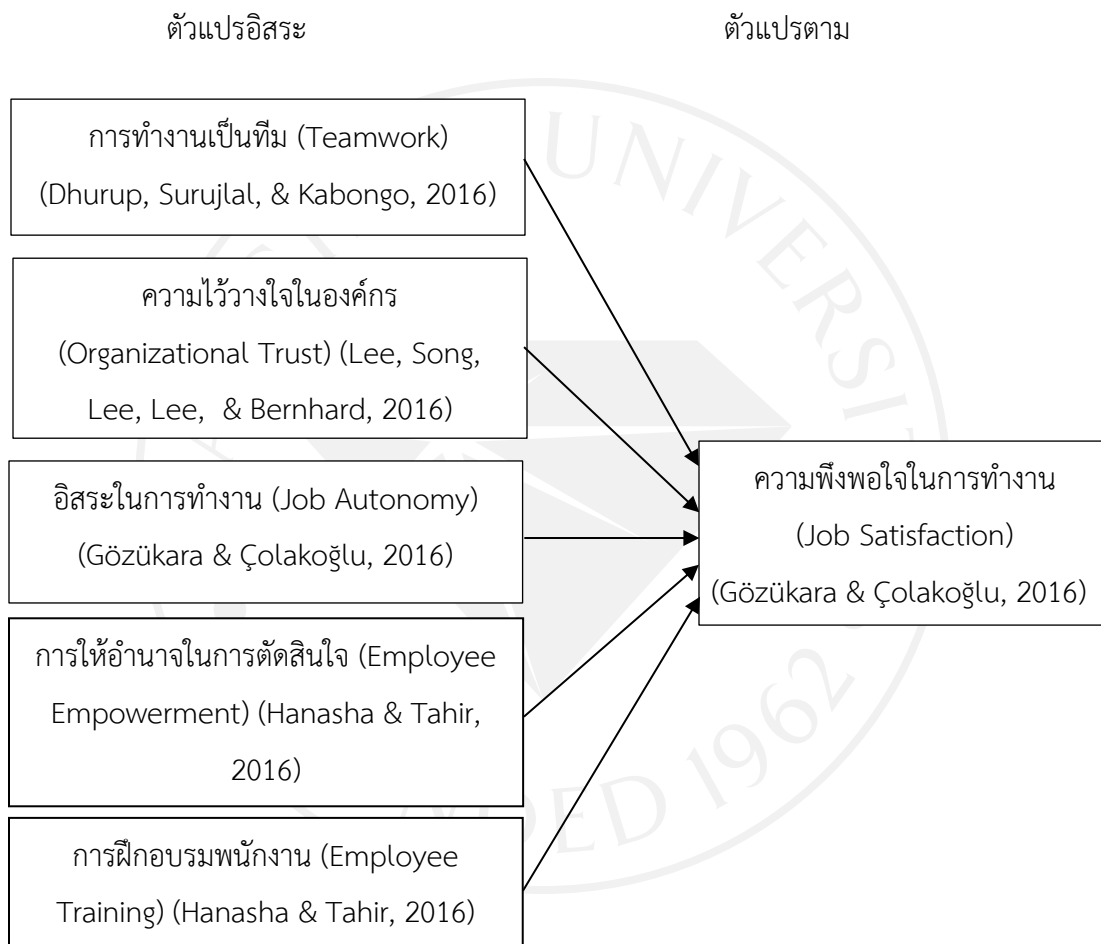 ตัวแปรอิสระ
ตัวแปรตาม
การทำงานเป็นทีม (Teamwork)
(Dhurup, Surujlal, & Kabongo, 2016)
ความไว้วางใจในองค์กร
(Organizational Trust) (Lee, Song,
Lee, Lee, & Bernhard, 2016)
อิสระในการทำงาน (Job Autonomy)
(Gözükara & Çolakoğlu, 2016)
การให้อำนาจในการตัดสินใจ (Employee
Empowerment) (Hanasha & Tahir,
2016)
การฝึกอบรมพนักงาน (Employee
Training) (Hanasha & Tahir, 2016)
ความพึงพอใจในการทำงาน
(Job Satisfaction)
(Gözükara & Çolakoğlu, 2016)
1962